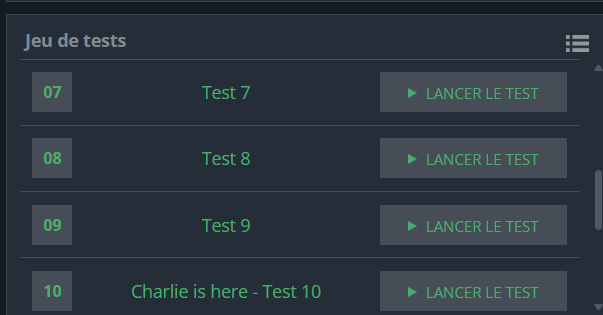 Jeu de tests
07 Test 7 LANCER LE TEST
08 Test 8 LANCER LE TEST
09 Test 9 LANCER LE TEST
10 Charlie is here - Test 10 LANCER LE TEST